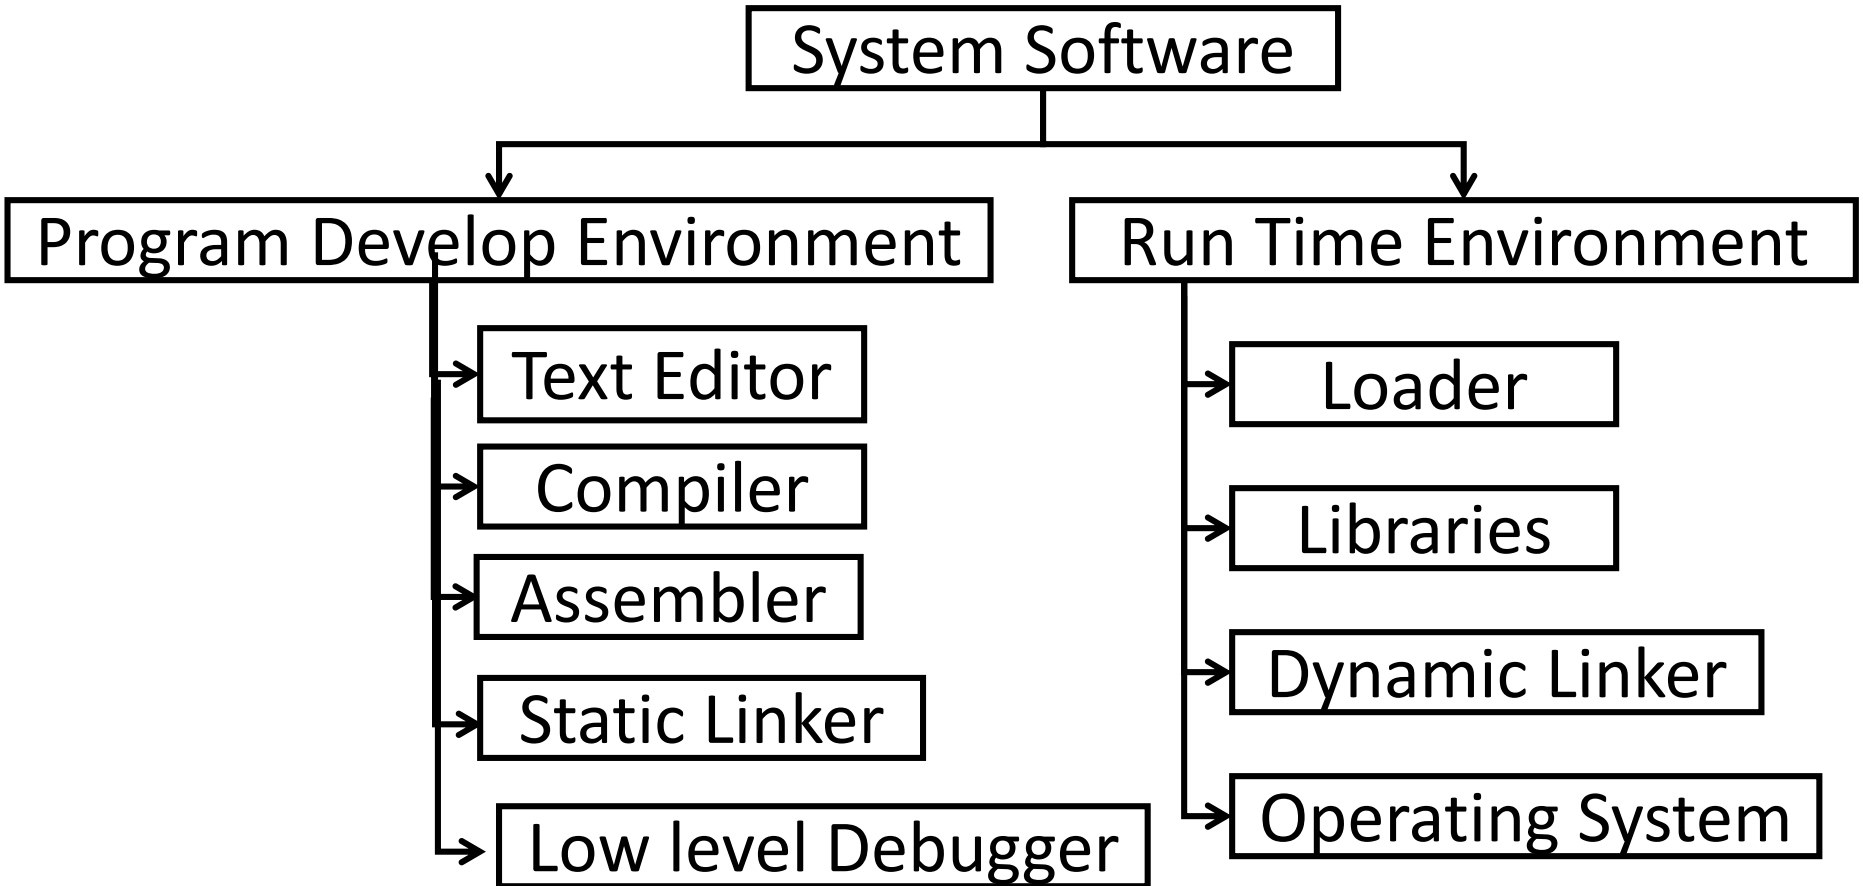 System Software
Program Develop Environment
Run Time Environment
Text Editor
Compiler
Assembler
Static Linker
Low level Debugger
Loader
Libraries
Dynamic Linker
Operating System